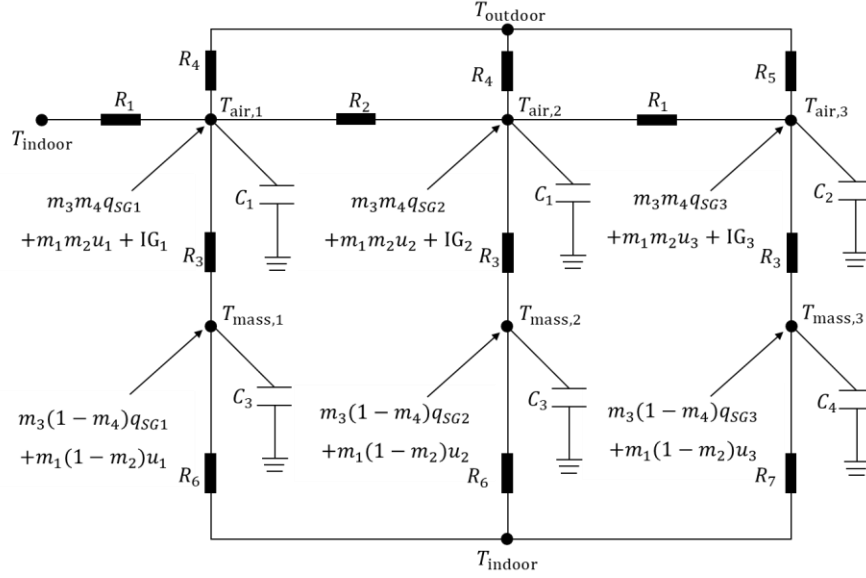 T_outdoor
R_4 R_4 R_5
R_1 T_air,1 R_2 T_air,2 R_1 T_air,3
T_indoor
m_3m_4q_SG1 C_1 m_3m_4q_SG2 C_1 m_3m_4q_SG3 C_2
+m_1m_2u_1 + IG_1 +m_1m_2u_2 + IG_2 +m_1m_2u_3 + IG_3
R_3 R_3 R_3
T_mass,1 T_mass,2 T_mass,3
m_3(1 − m_4)q_SG1 C_3 m_3(1 − m_4)q_SG2 C_3 m_3(1 − m_4)q_SG3 C_4
+m_1(1 − m_2)u_1 +m_1(1 − m_2)u_2 +m_1(1 − m_2)u_3
R_6 R_6 R_7
T_indoor